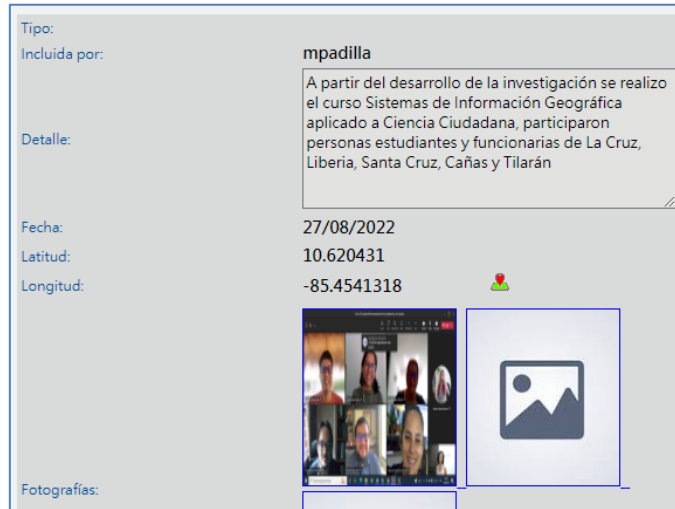 Tipo:
Incluida por: mpadilla
A partir del desarrollo de la investigación se realizo
el curso Sistemas de Información Geográfica
aplicado a Ciencia Ciudadana, participaron
Detalle: personas estudiantes y funcionarias de La Cruz,
Liberia, Santa Cruz, Cañas y Tilarán
Fecha: 27/08/2022
Latitud: 10.620431
Longitud: -85.4541318
Fotografías: